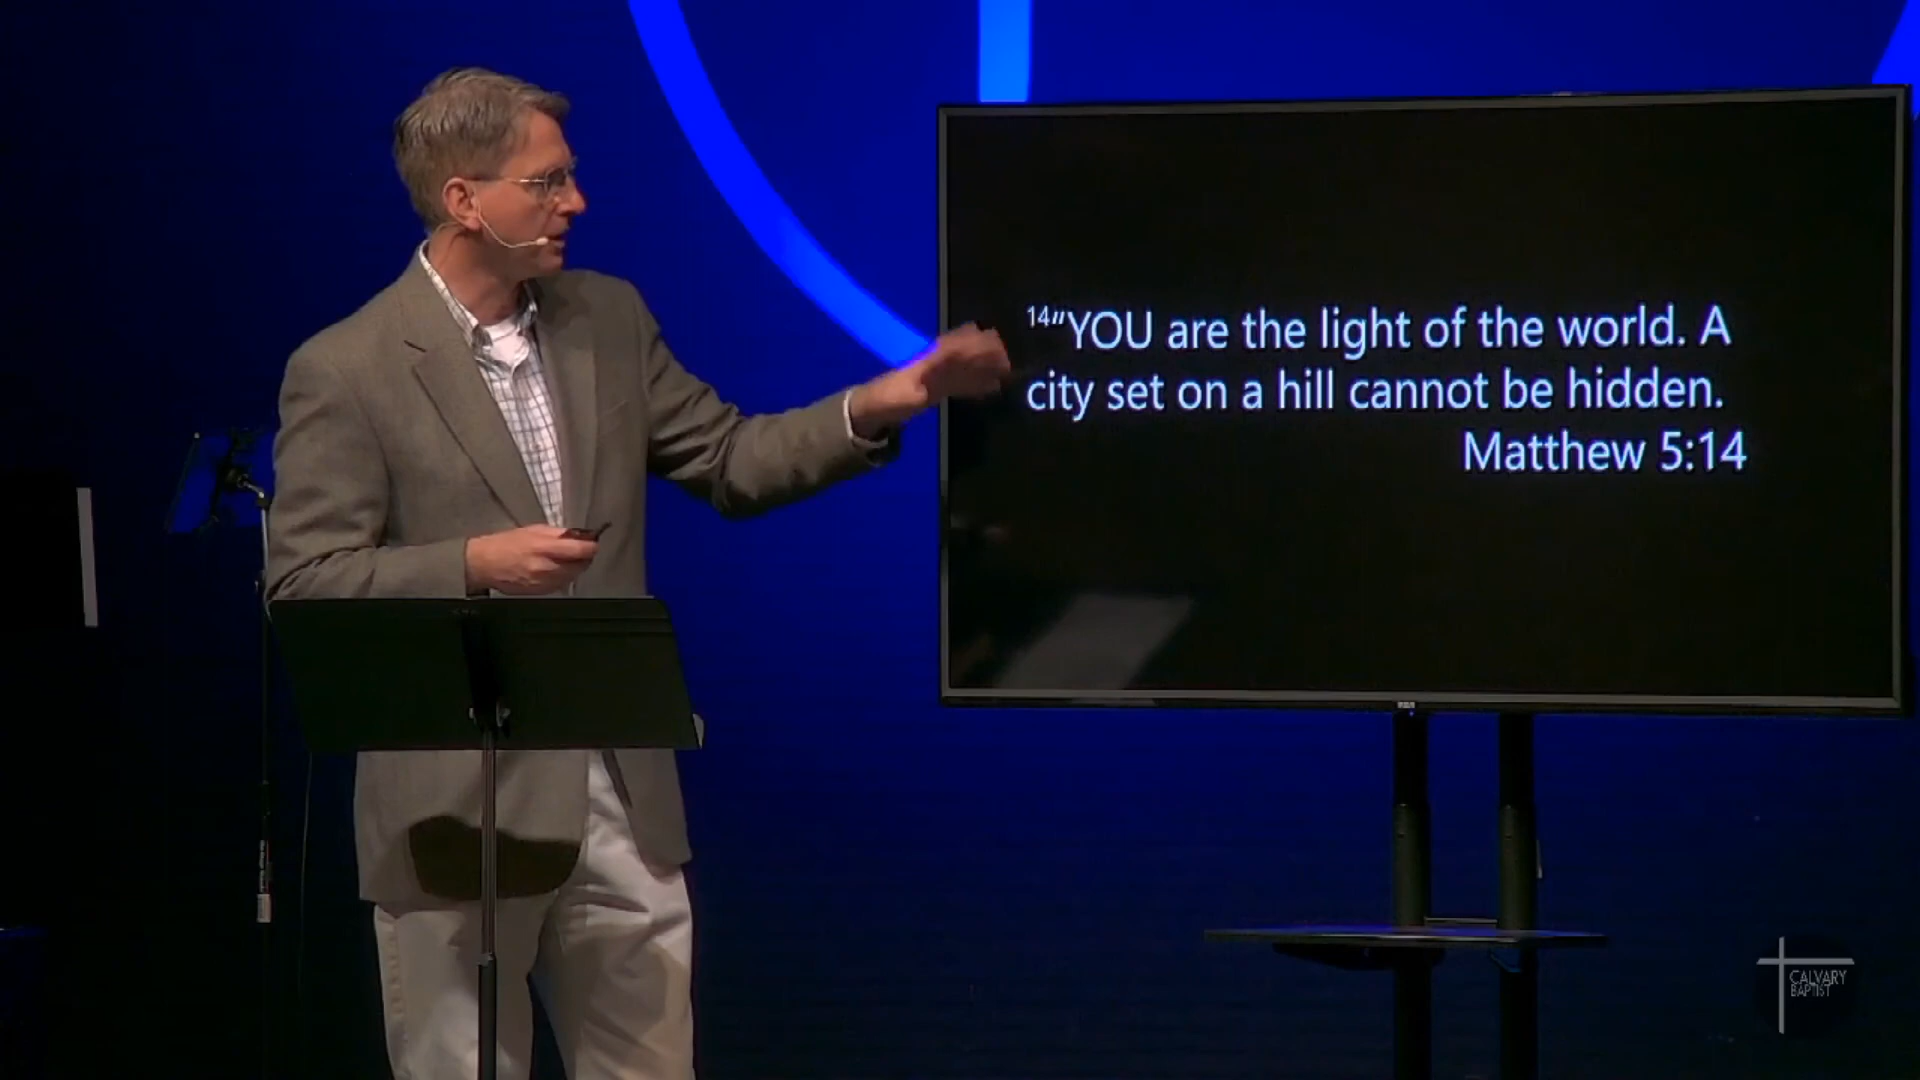 14"YOU are the light of the world. A
city set on a hill cannot be hidden.
Matthew 5:14
CALVARY
BAPTIST